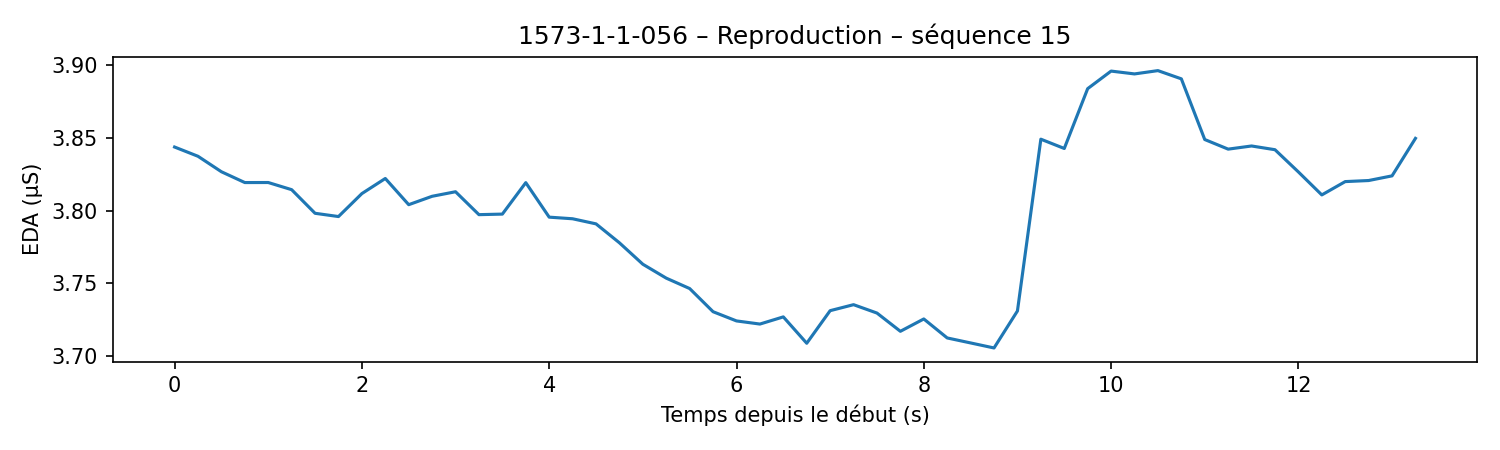 1573-1-1-056 – Reproduction – séquence 15
EDA (µS)
3.90
3.85
3.80
3.75
3.70
0 2 4 6 8 10 12
Temps depuis le début (s)